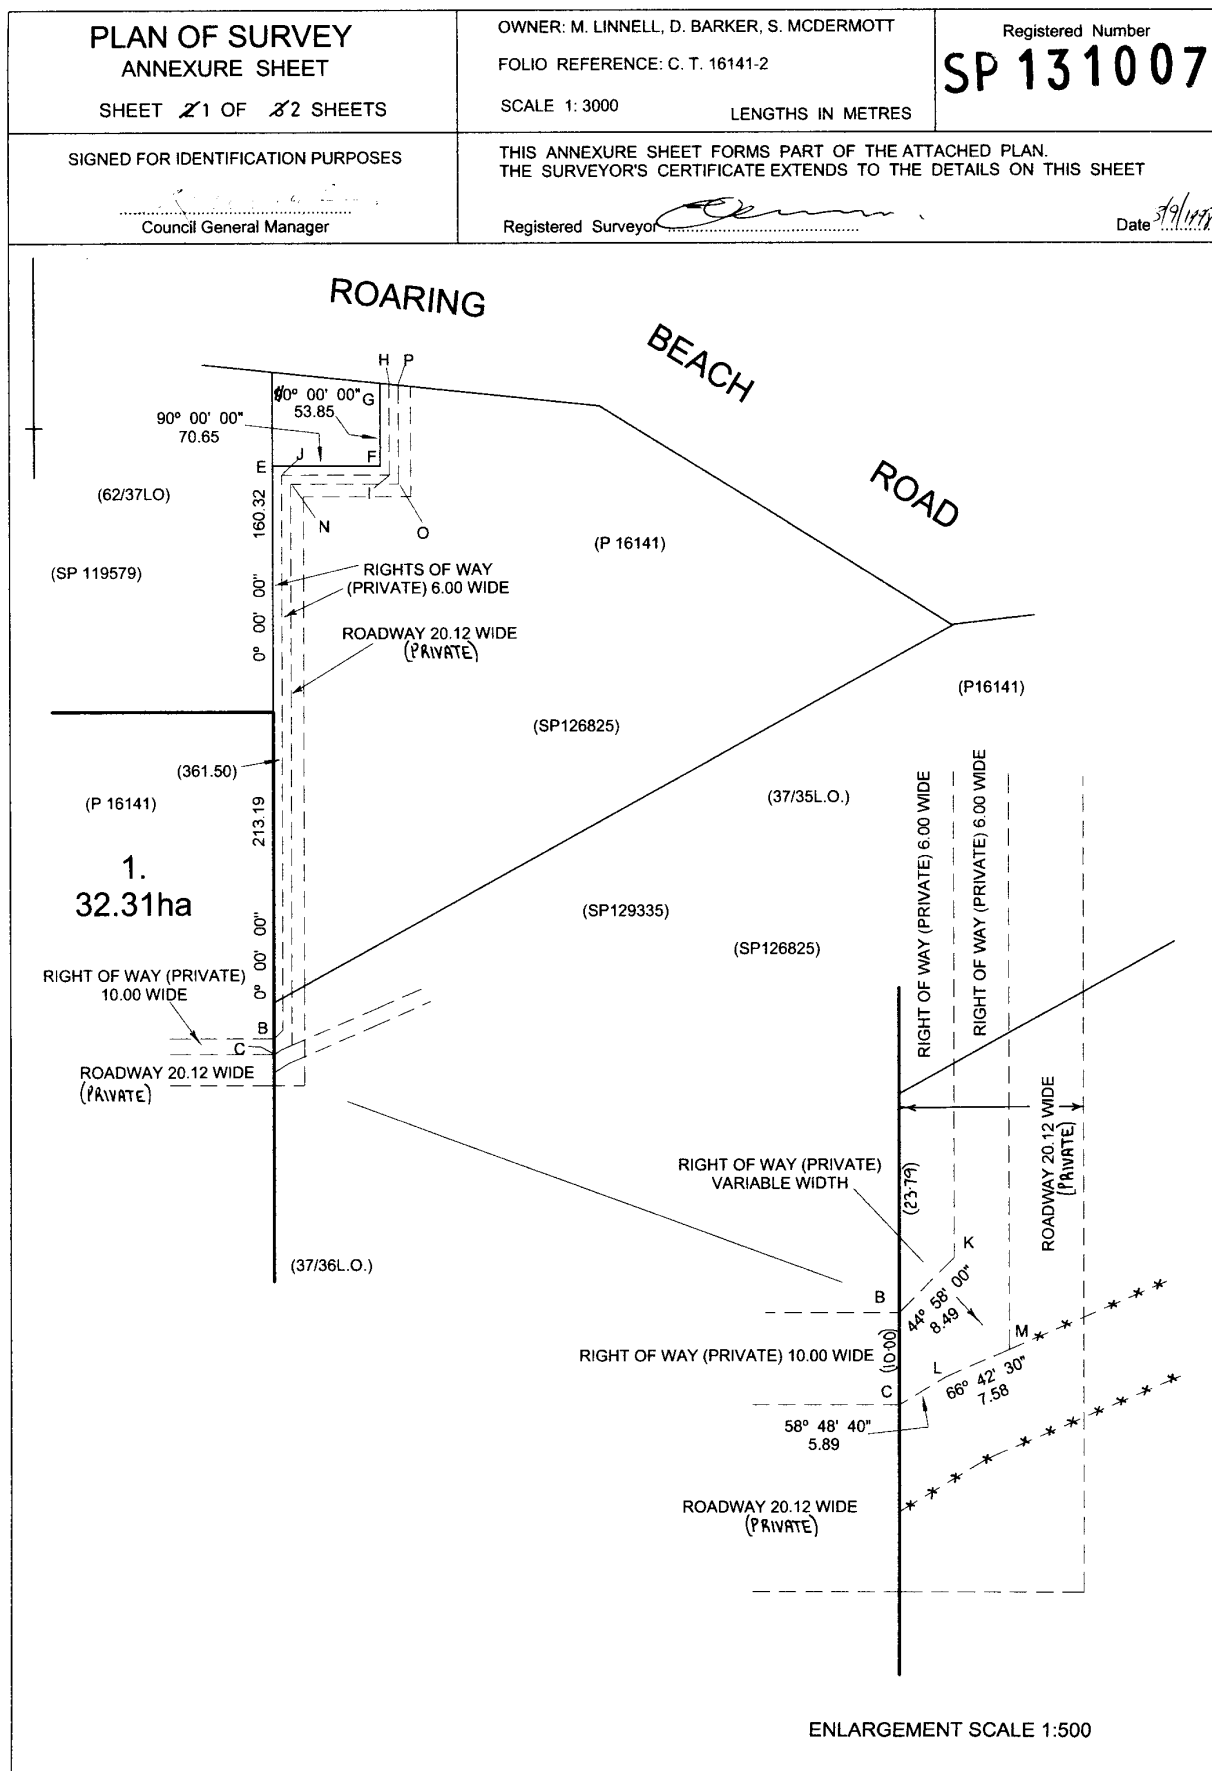 PLAN OF SURVEY
ANNEXURE SHEET
SHEET 1 OF 2 SHEETS
OWNER: M. LINNELL, D. BARKER, S. MCDERMOTT
FOLIO REFERENCE: C. T. 16141-2
SCALE 1: 3000
LENGTHS IN METRES
Registered Number
SP 131007
SIGNED FOR IDENTIFICATION PURPOSES
Council General Manager
THIS ANNEXURE SHEET FORMS PART OF THE ATTACHED PLAN.
THE SURVEYOR'S CERTIFICATE EXTENDS TO THE DETAILS ON THIS SHEET
Registered Surveyor
Date 3/9/1998
ROARING
BEACH
ROAD
H P
0° 00' 00"
53.85
G
90° 00' 00"
70.65
J
F
E
I
N
O
(62/37LO)
160.32
0° 00' 00"
(P 16141)
(SP 119579)
RIGHTS OF WAY
(PRIVATE) 6.00 WIDE
ROADWAY 20.12 WIDE
(PRIVATE)
(P16141)
(SP126825)
(361.50)
(P 16141)
213.19
0° 00' 00"
(37/35L.O.)
1.
32.31ha
(SP129335)
(SP126825)
RIGHT OF WAY (PRIVATE) 6.00 WIDE
RIGHT OF WAY (PRIVATE) 6.00 WIDE
RIGHT OF WAY (PRIVATE)
10.00 WIDE
B
C
ROADWAY 20.12 WIDE
(PRIVATE)
ROADWAY 20.12 WIDE
(PRIVATE)
RIGHT OF WAY (PRIVATE)
VARIABLE WIDTH
(23.79)
(37/36L.O.)
K
B
44° 58' 00"
8.49
M
RIGHT OF WAY (PRIVATE) 10.00 WIDE
(10.00)
L
66° 42' 30"
7.58
C
58° 48' 40"
5.89
ROADWAY 20.12 WIDE
(PRIVATE)
ENLARGEMENT SCALE 1:500